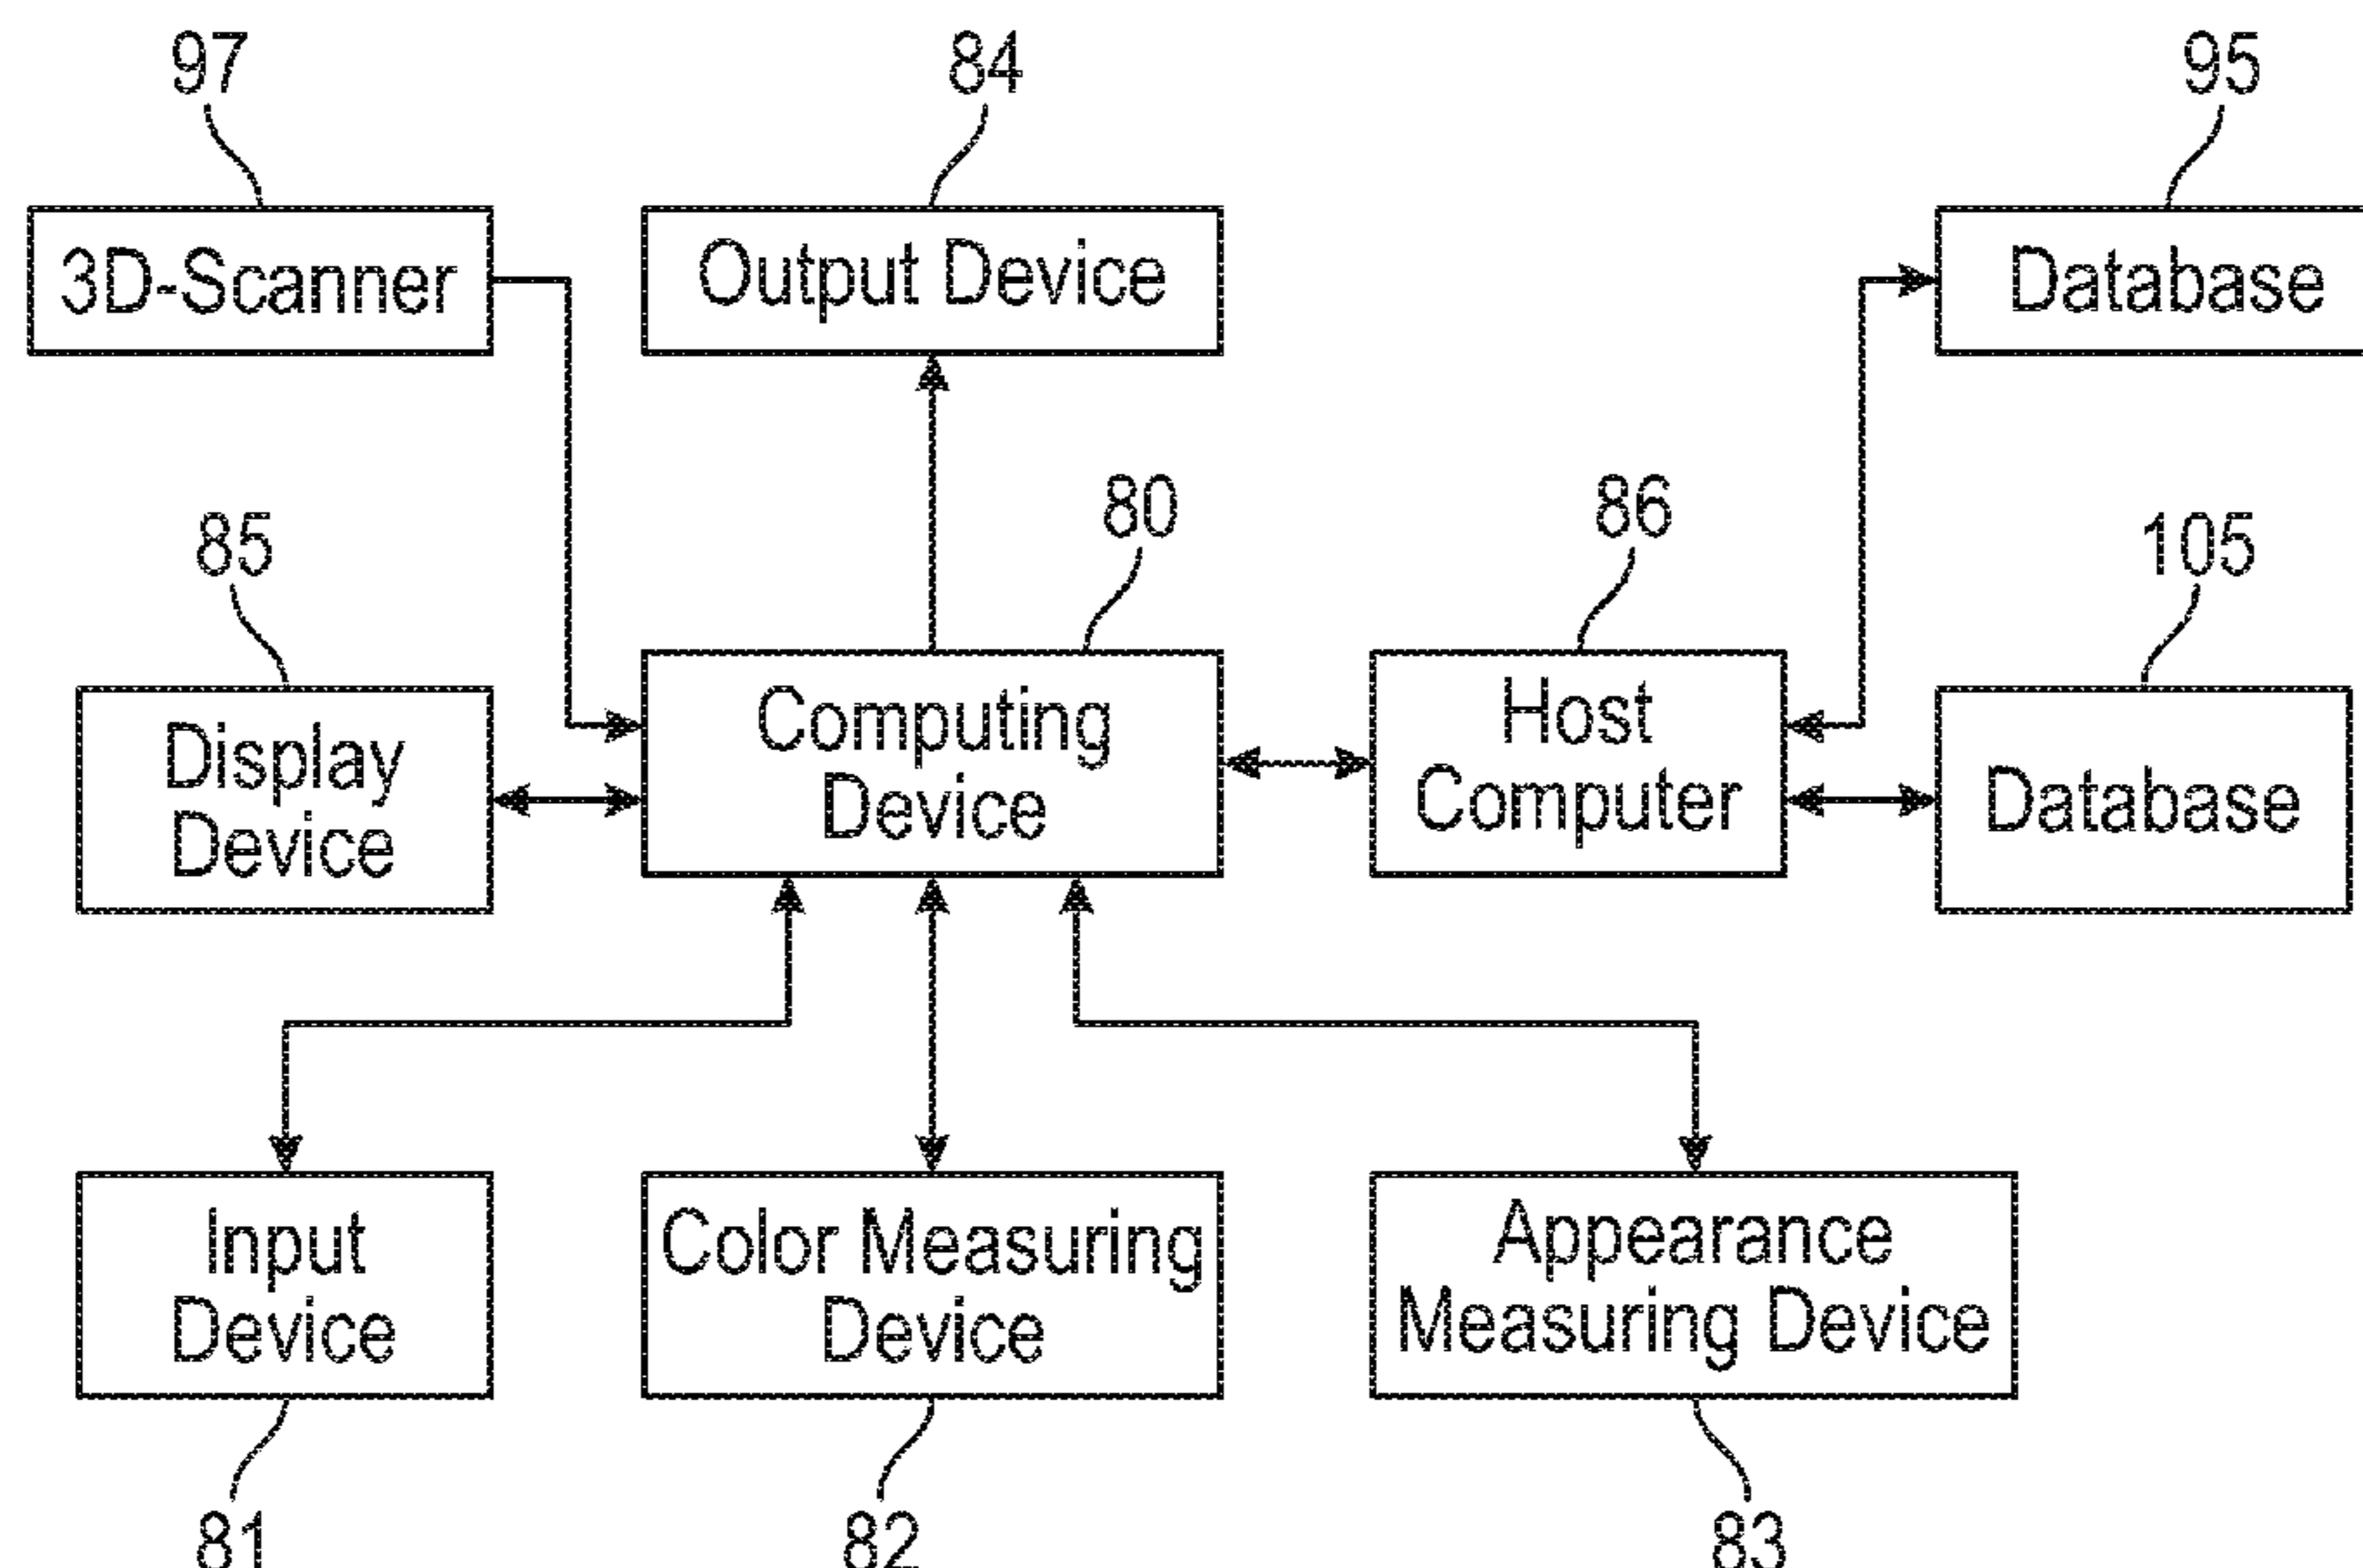 97
84
95
3D-Scanner
Output Device
Database
85
80
86
105
Display
Device
Computing
Device
Host
Computer
Database
Input
Device
Color Measuring
Device
Appearance
Measuring Device
81
82
83